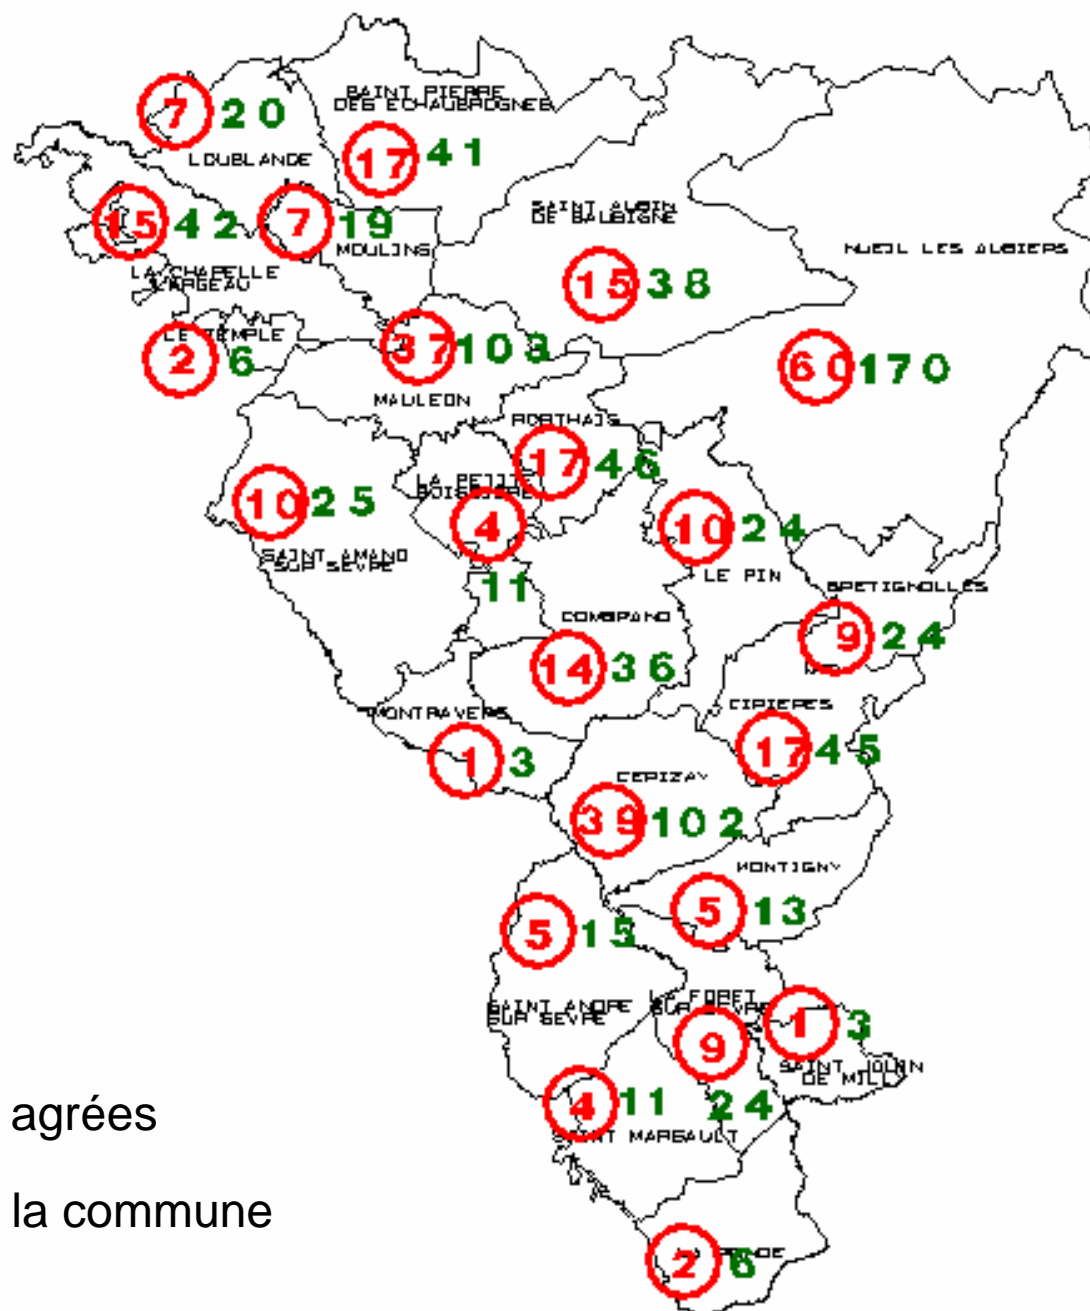 SAINT PIERRE
DES ECHAUBROGNES
7 20
17 41
LOUBLANDE
15 42
7 19
MOULINS
SAINT AUBIN
DE BAUBIGNE
NUEIL LES AUBIERS
LA CHAPELLE
LARGEAU
15 38
LE TEMPLE
2 6
37 103
60 170
MAULEON
RORTHAIS
17 46
LA PETITE
BOISSIERE
10 25
4
10 24
SAINT AMAND
SUR SEVRE
11
LE PIN
BRETIGNOLLES
COMBRAND
9 24
14 36
MONTRAVERS
CIRIERES
1 3
17 45
CERIZAY
39 102
MONTIGNY
5 13
5 15
LA FORET
SUR SEVRE
SAINT ANDRE
SUR SEVRE
1 3
9
SAINT JOUIN
DE MILL
4 11
24
SAINT MARSAULT
agrées
la commune
2 6